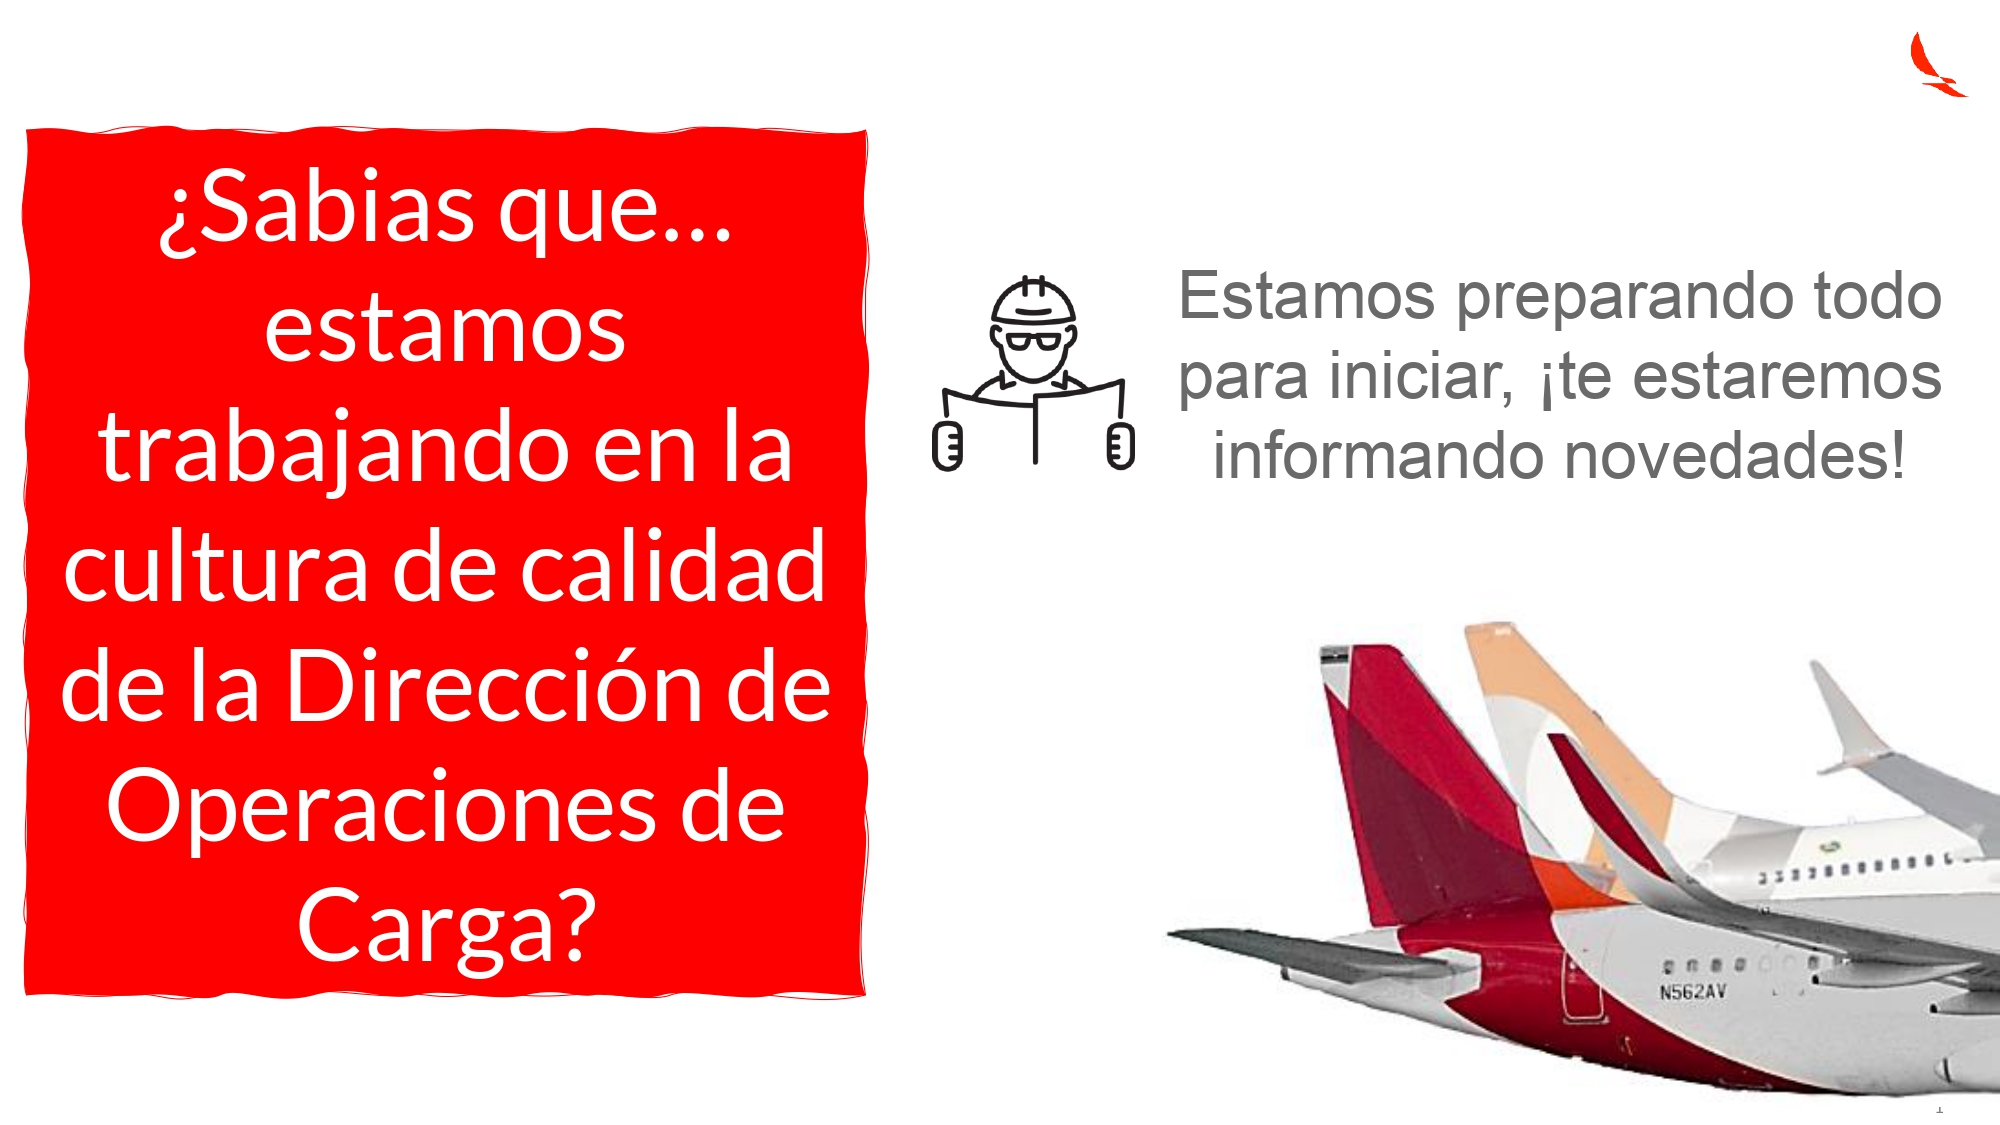 ¿Sabias que...
estamos
trabajando en la
cultura de calidad
de la Dirección de
Operaciones de
Carga?
Estamos preparando todo
para iniciar, ¡te estaremos
informando novedades!
N562AV
1